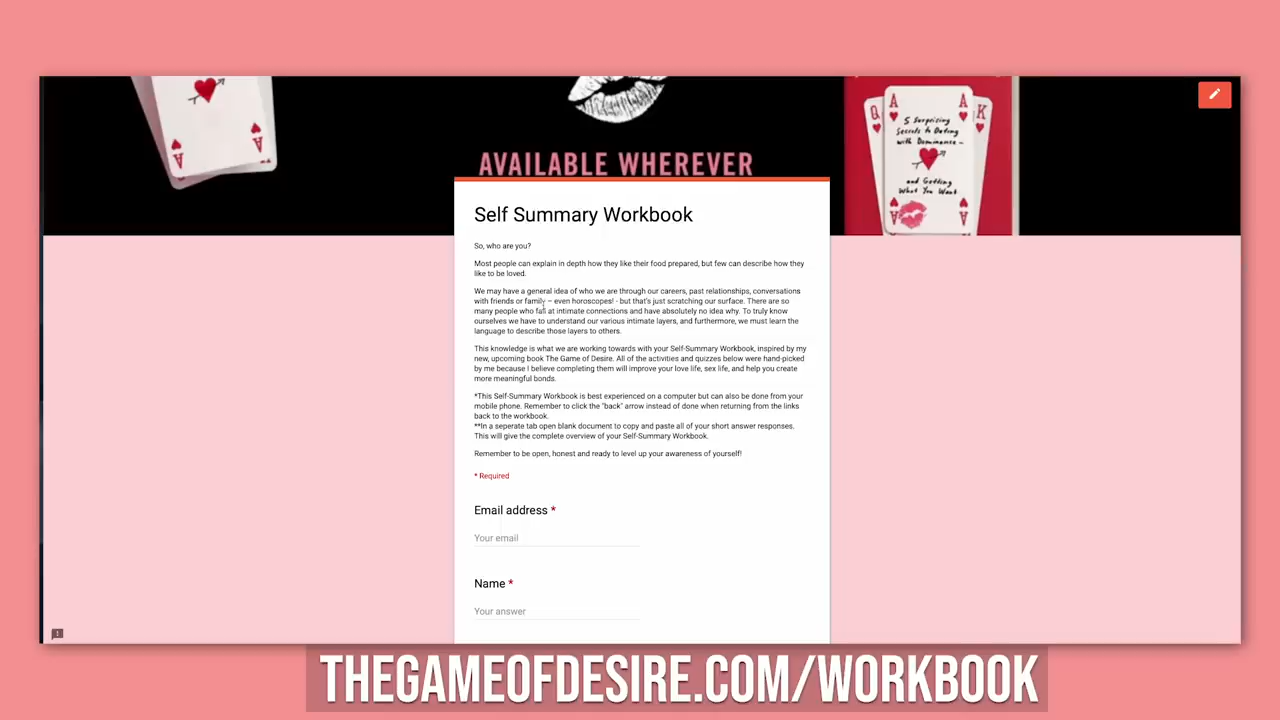 A
A
A
Q
A
A
K
5 Surprising
Secrets to Dating
with Dominance –
and Getting
What You Want
A
A
AVAILABLE WHEREVER
Self Summary Workbook
So, who are you?
Most people can explain in depth how they like their food prepared, but few can describe how they
like to be loved.
We may have a general idea of who we are through our careers, past relationships, conversations
with friends or family – even horoscopes! - but that's just scratching our surface. There are so
many people who fail at intimate connections and have absolutely no idea why. To truly know
ourselves we have to understand our various intimate layers, and furthermore, we must learn the
language to describe those layers to others.
This knowledge is what we are working towards with your Self-Summary Workbook, inspired by my
new, upcoming book The Game of Desire. All of the activities and quizzes below were hand-picked
by me because I believe completing them will improve your love life, sex life, and help you create
more meaningful bonds.
*This Self-Summary Workbook is best experienced on a computer but can also be done from your
mobile phone. Remember to click the "back" arrow instead of done when returning from the links
back to the workbook.
**In a seperate tab open blank document to copy and paste all of your short answer responses.
This will give the complete overview of your Self-Summary Workbook.
Remember to be open, honest and ready to level up your awareness of yourself!
* Required
Email address *
Your email
Name *
Your answer
THEGAMEOFDESIRE.COM/WORKBOOK